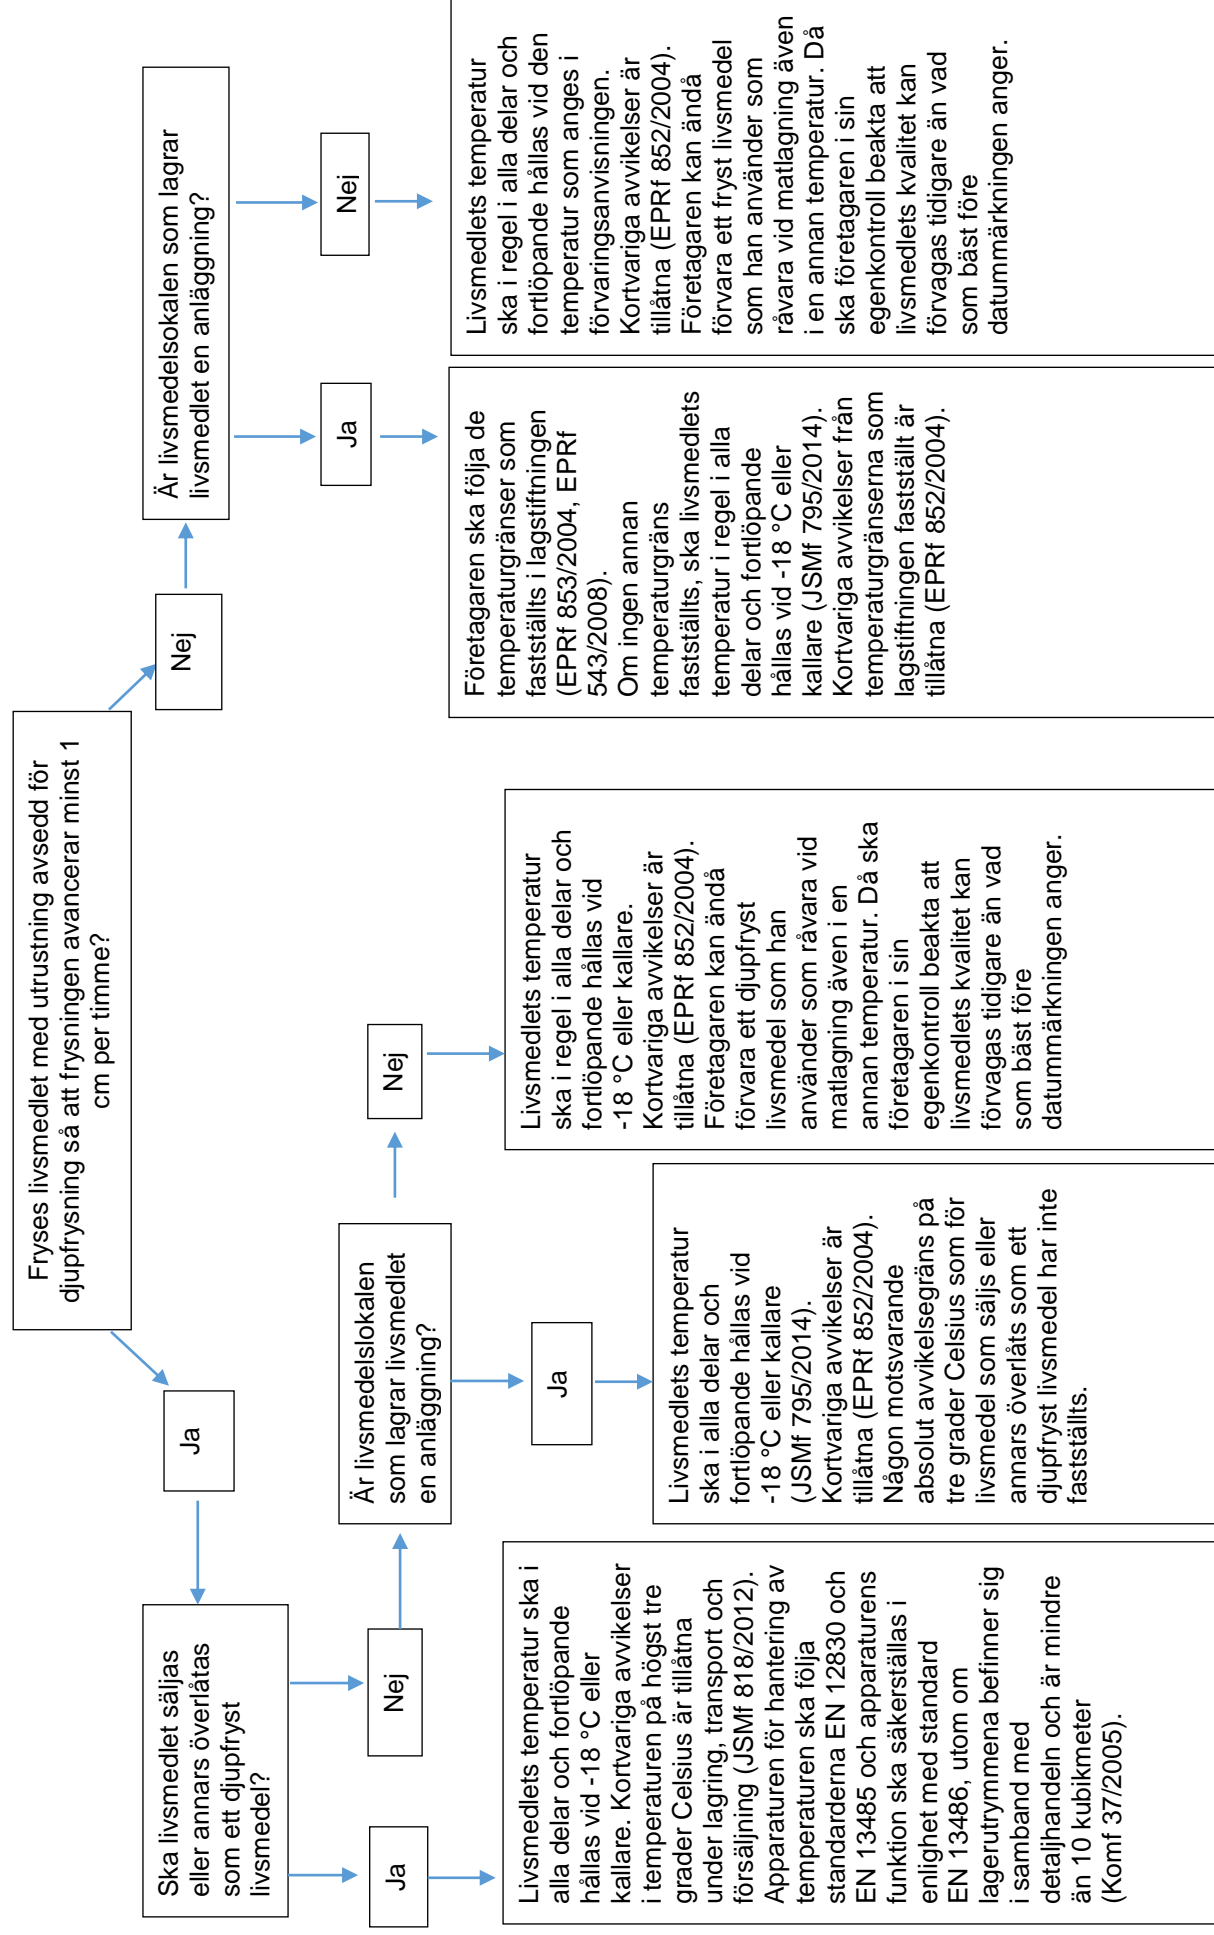 Fryses livsmedlet med utrustning avsedd för
djupfrysning så att frysningen avancerar minst 1
cm per timme?
Ja
Nej
Ska livsmedlet säljas
eller annars överlåtas
som ett djupfryst
livsmedel?
Är livsmedelsokalen som lagrar
livsmedlet en anläggning?
Ja
Nej
Är livsmedelslokalen
som lagrar livsmedlet
en anläggning?
Ja
Nej
Ja
Nej
Livsmedlets temperatur ska i
alla delar och fortlöpande
hållas vid -18 °C eller
kallare. Kortvariga avvikelser
i temperaturen på högst tre
grader Celsius är tillåtna
under lagring, transport och
försäljning (JSMf 818/2012).
Apparaturen för hantering av
temperaturen ska följa
standarderna EN 12830 och
EN 13485 och apparaturens
funktion ska säkerställas i
enlighet med standard
EN 13486, utom om
lagerutrymmena befinner sig
i samband med
detaljhandeln och är mindre
än 10 kubikmeter
(Komf 37/2005).
Livsmedlets temperatur
ska i alla delar och
fortlöpande hållas vid
-18 °C eller kallare
(JSMf 795/2014).
Kortvariga avvikelser är
tillåtna (EPRf 852/2004).
Någon motsvarande
absolut avvikelsegräns på
tre grader Celsius som för
livsmedel som säljs eller
annars överlåts som ett
djupfryst livsmedel har inte
fastställts.
Livsmedlets temperatur
ska i regel i alla delar och
fortlöpande hållas vid
-18 °C eller kallare.
Kortvariga avvikelser är
tillåtna (EPRf 852/2004).
Företagaren kan ändå
förvara ett djupfryst
livsmedel som han
använder som råvara vid
matlagning även i en
annan temperatur. Då ska
företagaren i sin
egenkontroll beakta att
livsmedlets kvalitet kan
förvagas tidigare än vad
som bäst före
datummärkningen anger.
Företagaren ska följa de
temperaturgränser som
fastställts i lagstiftningen
(EPRf 853/2004, EPRf
543/2008).
Om ingen annan
temperaturgräns
fastställts, ska livsmedlets
temperatur i regel i alla
delar och fortlöpande
hållas vid -18 °C eller
kallare (JSMf 795/2014).
Kortvariga avvikelser från
temperaturgränserna som
lagstiftningen fastställt är
tillåtna (EPRf 852/2004).
Livsmedlets temperatur
ska i regel i alla delar och
fortlöpande hållas vid den
temperatur som anges i
förvaringsanvisningen.
Kortvariga avvikelser är
tillåtna (EPRf 852/2004).
Företagaren kan ändå
förvara ett fryst livsmedel
som han använder som
råvara vid matlagning även
i en annan temperatur. Då
ska företagaren i sin
egenkontroll beakta att
livsmedlets kvalitet kan
förvagas tidigare än vad
som bäst före
datummärkningen anger.